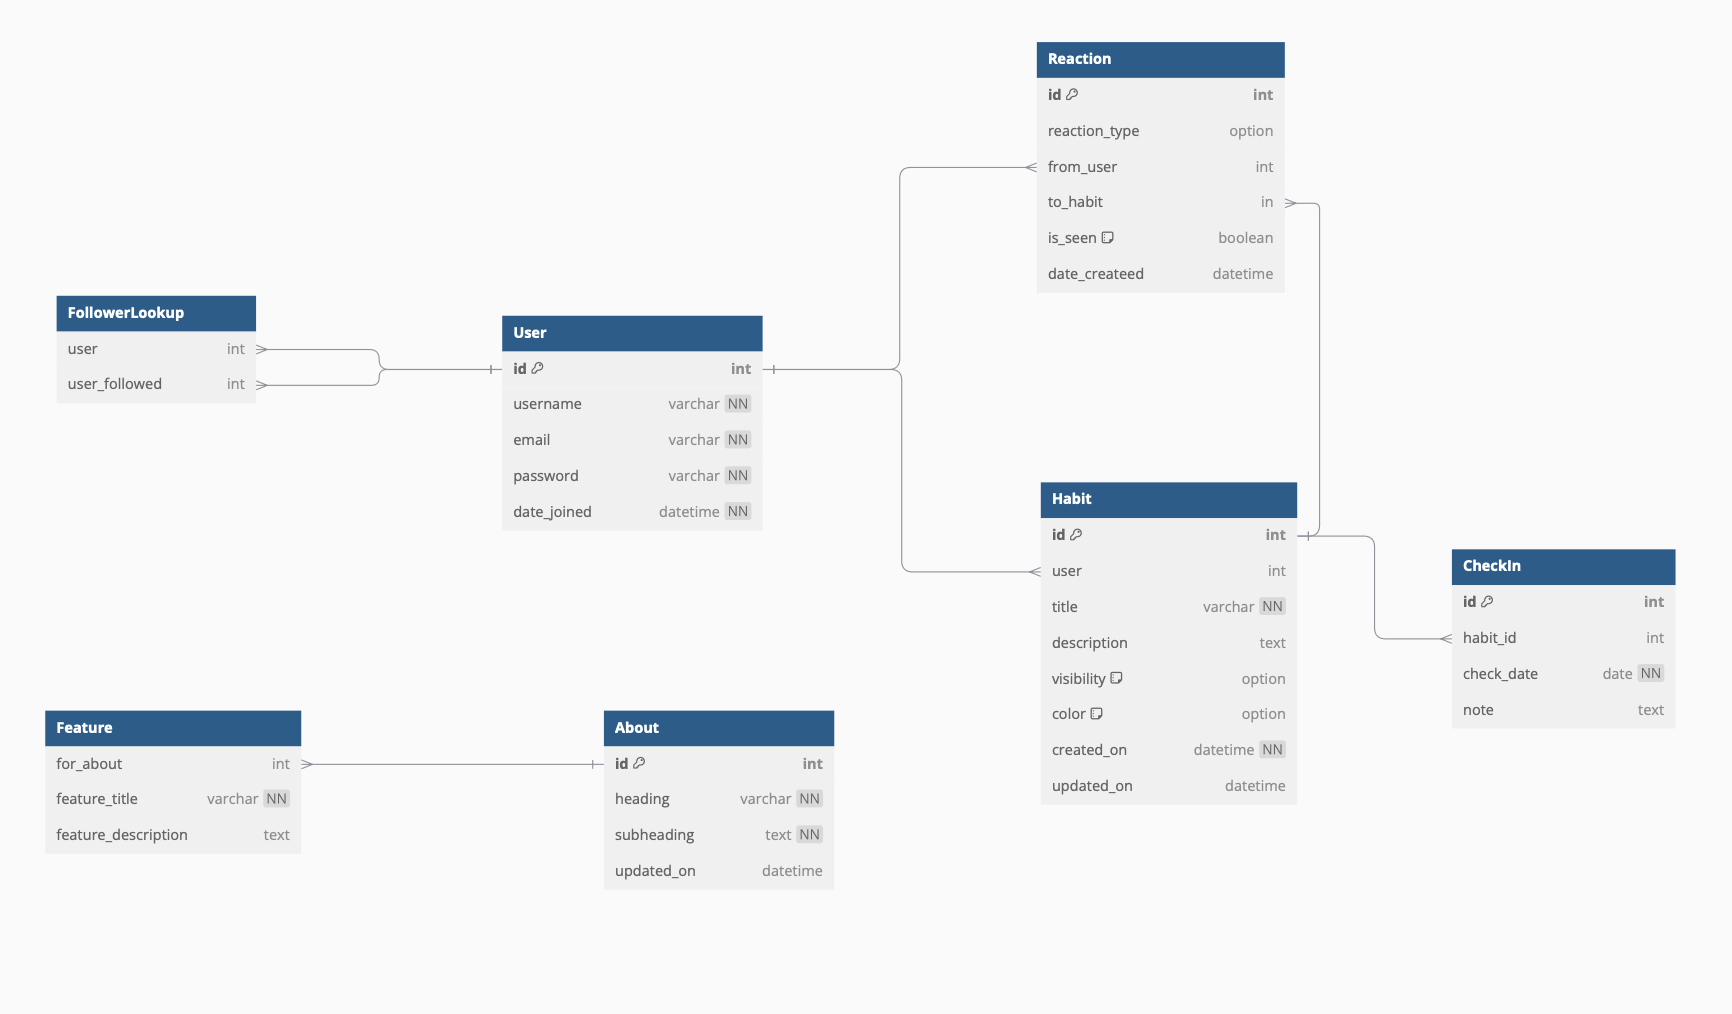 Reaction
id int
reaction_type option
from_user int
to_habit in
is_seen boolean
date_createed datetime
FollowerLookup
user int
user_followed int
User
id int
username varchar NN
email varchar NN
password varchar NN
date_joined datetime NN
Habit
id int
user int
title varchar NN
description text
visibility option
color option
created_on datetime NN
updated_on datetime
CheckIn
id int
habit_id int
check_date date NN
note text
Feature
for_about int
feature_title varchar NN
feature_description text
About
id int
heading varchar NN
subheading text NN
updated_on datetime